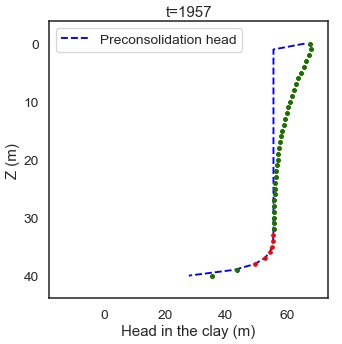 t=1957
Preconsolidation head
0
10
20
30
40
Z (m)
0 20 40 60
Head in the clay (m)